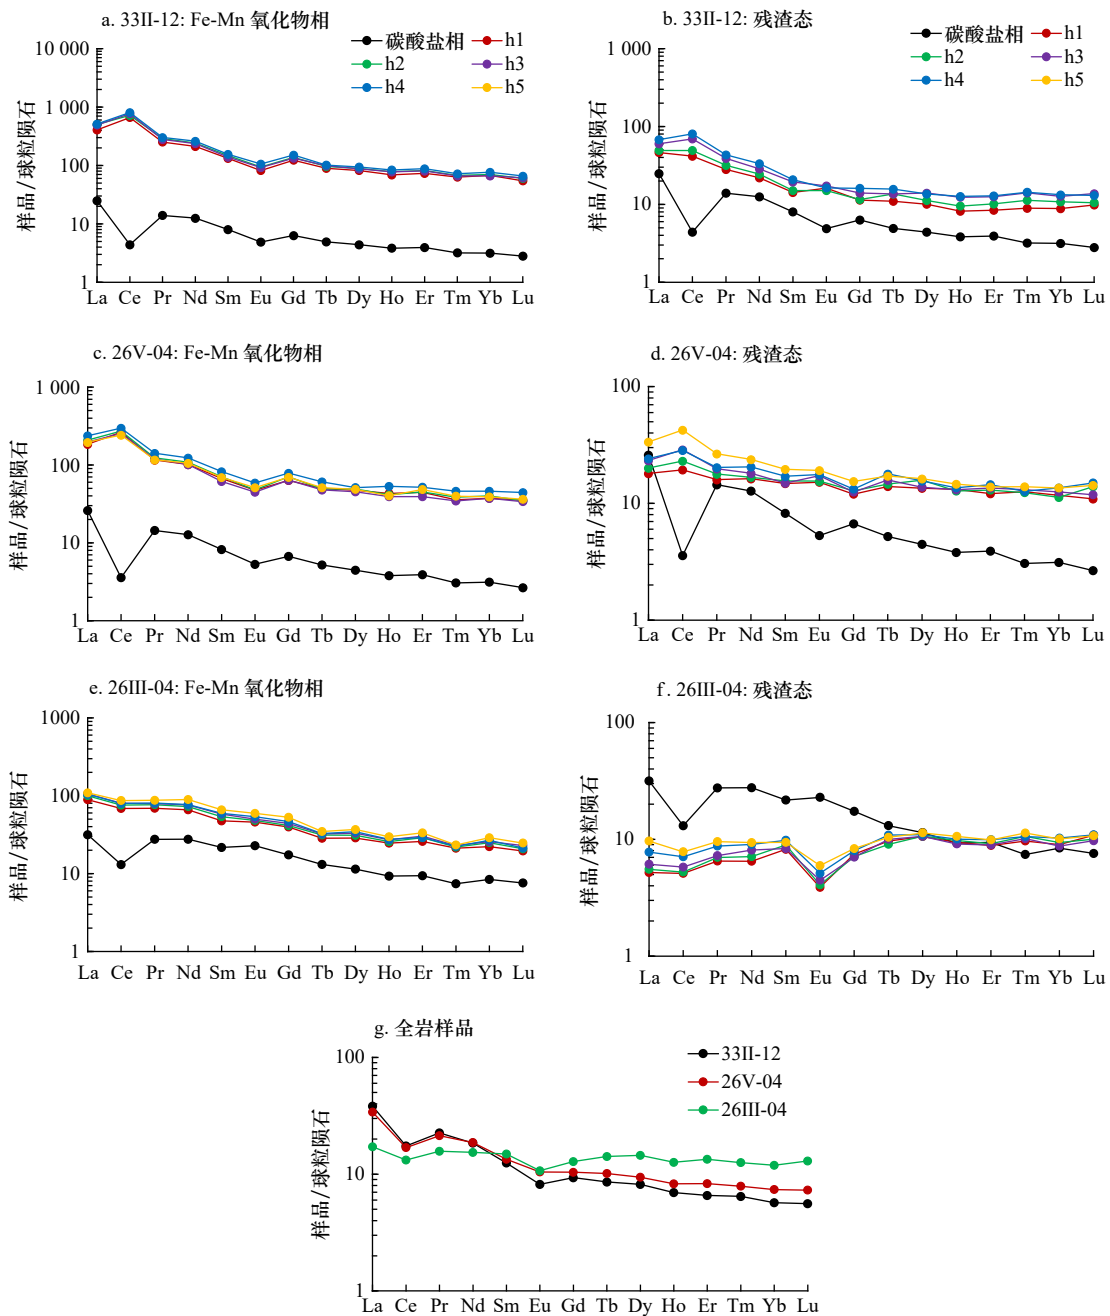 a. 33II-12: Fe-Mn 氧化物相
10 000
1 000
100
10
1
样品/球粒陨石
碳酸盐相 h1
h2 h3
h4 h5
La Ce Pr Nd Sm Eu Gd Tb Dy Ho Er Tm Yb Lu
b. 33II-12: 残渣态
1 000
100
10
1
样品/球粒陨石
碳酸盐相 h1
h2 h3
h4 h5
La Ce Pr Nd Sm Eu Gd Tb Dy Ho Er Tm Yb Lu
c. 26V-04: Fe-Mn 氧化物相
1 000
100
10
1
样品/球粒陨石
La Ce Pr Nd Sm Eu Gd Tb Dy Ho Er Tm Yb Lu
d. 26V-04: 残渣态
100
10
1
样品/球粒陨石
La Ce Pr Nd Sm Eu Gd Tb Dy Ho Er Tm Yb Lu
e. 26III-04: Fe-Mn 氧化物相
1000
100
10
1
样品/球粒陨石
La Ce Pr Nd Sm Eu Gd Tb Dy Ho Er Tm Yb Lu
f. 26III-04: 残渣态
100
10
1
样品/球粒陨石
La Ce Pr Nd Sm Eu Gd Tb Dy Ho Er Tm Yb Lu
g. 全岩样品
100
10
1
样品/球粒陨石
33II-12
26V-04
26III-04
La Ce Pr Nd Sm Eu Gd Tb Dy Ho Er Tm Yb Lu